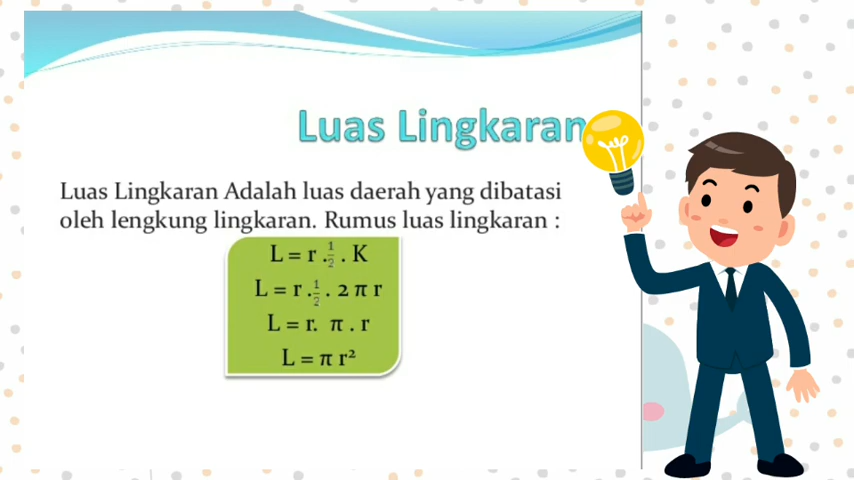 Luas Lingkaran
Luas Lingkaran Adalah luas daerah yang dibatasi
oleh lengkung lingkaran. Rumus luas lingkaran :
L = r . ½ . K
L = r . ½ . 2 π r
L = r. π . r
L = π r²